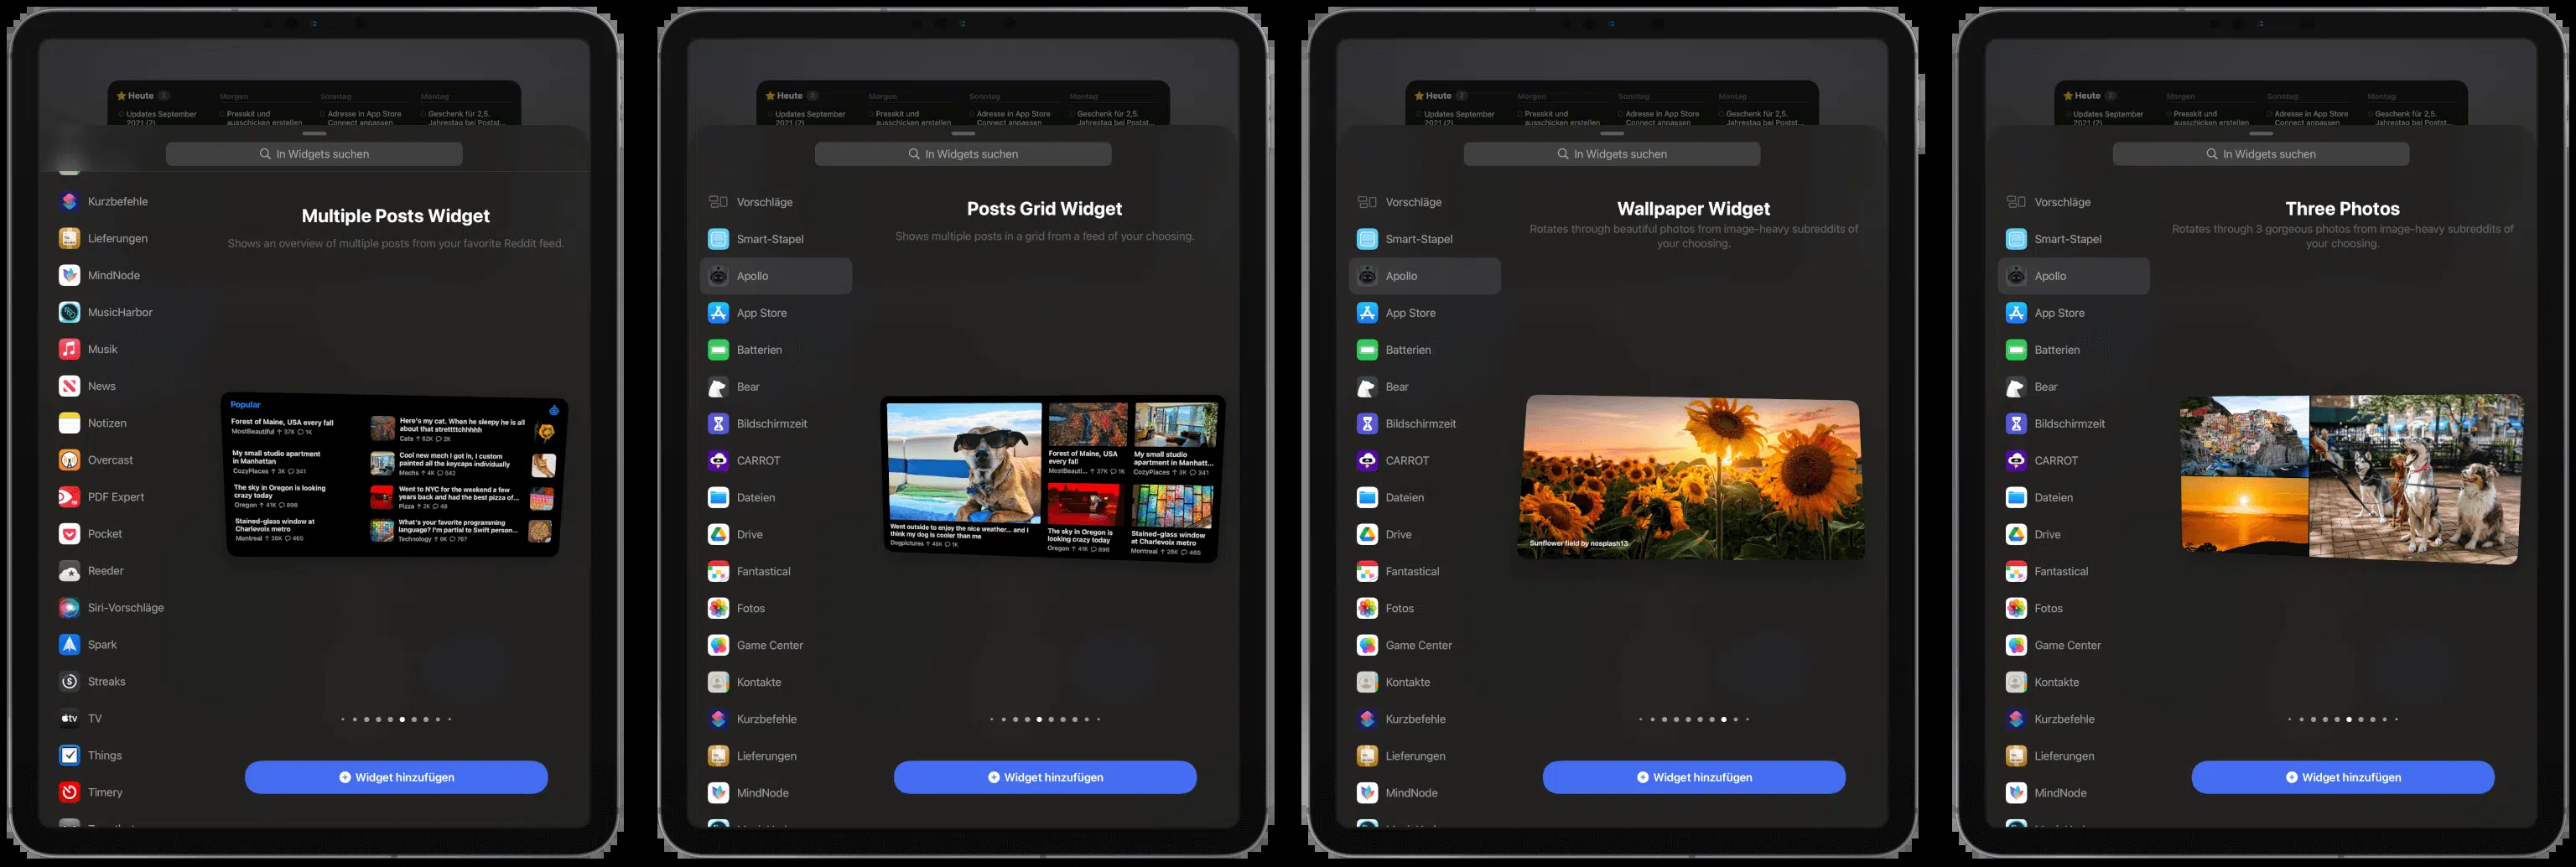 Heute 2
Morgen
Sonntag
Montag
Updates September
2021 (2)
Presskit und
ausschicken erstellen
Adresse in App Store
Connect anpassen
Geschenk für 2,5.
Jahrestag bei Postst...
In Widgets suchen
Kurzbefehle
Lieferungen
MindNode
MusicHarbor
Musik
News
Notizen
Overcast
PDF Expert
Pocket
Reeder
Siri-Vorschläge
Spark
Streaks
tv TV
Things
Timery
Multiple Posts Widget
Shows an overview of multiple posts from your favorite Reddit feed.
Popular
Forest of Maine, USA every fall
MostBeautiful ↑ 37K 1K
My small studio apartment
in Manhattan
CozyPlaces ↑ 3K 341
The sky in Oregon is looking
crazy today
Oregon ↑ 41K 898
Stained-glass window at
Charlevoix metro
Montreal ↑ 28K 465
Here's my cat. When he sleepy he is all
about that strettttchhhhh
Cats ↑ 62K 2K
Cool new mech I got in, I custom
painted all the keycaps individually
Mechs ↑ 4K 642
Went to NYC for the weekend a few
years back and had the best pizza of...
Pizza ↑ 2K 48
What's your favorite programming
language? I'm partial to Swift person...
Technology ↑ 6K 767
Widget hinzufügen
Heute 2
Morgen
Sonntag
Montag
Updates September
2021 (2)
Presskit und
ausschicken erstellen
Adresse in App Store
Connect anpassen
Geschenk für 2,5.
Jahrestag bei Postst...
In Widgets suchen
Vorschläge
Smart-Stapel
Apollo
App Store
Batterien
Bear
Bildschirmzeit
CARROT
Dateien
Drive
Fantastical
Fotos
Game Center
Kontakte
Kurzbefehle
Lieferungen
MindNode
Posts Grid Widget
Shows multiple posts in a grid from a feed of your choosing.
Went outside to enjoy the nice weather... and I
think my dog is cooler than me
Dogpictures ↑ 48K 1K
Forest of Maine, USA
every fall
MostBeauti... ↑ 37K 1K
My small studio
apartment in Manhatt...
CozyPlaces ↑ 3K 341
The sky in Oregon is
looking crazy today
Oregon ↑ 41K 898
Stained-glass window
at Charlevoix metro
Montreal ↑ 28K 465
Widget hinzufügen
Heute 2
Morgen
Sonntag
Montag
Updates September
2021 (2)
Presskit und
ausschicken erstellen
Adresse in App Store
Connect anpassen
Geschenk für 2,5.
Jahrestag bei Postst...
In Widgets suchen
Vorschläge
Smart-Stapel
Apollo
App Store
Batterien
Bear
Bildschirmzeit
CARROT
Dateien
Drive
Fantastical
Fotos
Game Center
Kontakte
Kurzbefehle
Lieferungen
MindNode
Wallpaper Widget
Rotates through beautiful photos from image-heavy subreddits of
your choosing.
Sunflower field by nosplash13
Widget hinzufügen
Heute 2
Morgen
Sonntag
Montag
Updates September
2021 (2)
Presskit und
ausschicken erstellen
Adresse in App Store
Connect anpassen
Geschenk für 2,5.
Jahrestag bei Postst...
In Widgets suchen
Vorschläge
Smart-Stapel
Apollo
App Store
Batterien
Bear
Bildschirmzeit
CARROT
Dateien
Drive
Fantastical
Fotos
Game Center
Kontakte
Kurzbefehle
Lieferungen
MindNode
Three Photos
Rotates through 3 gorgeous photos from image-heavy subreddits of
your choosing.
Widget hinzufügen